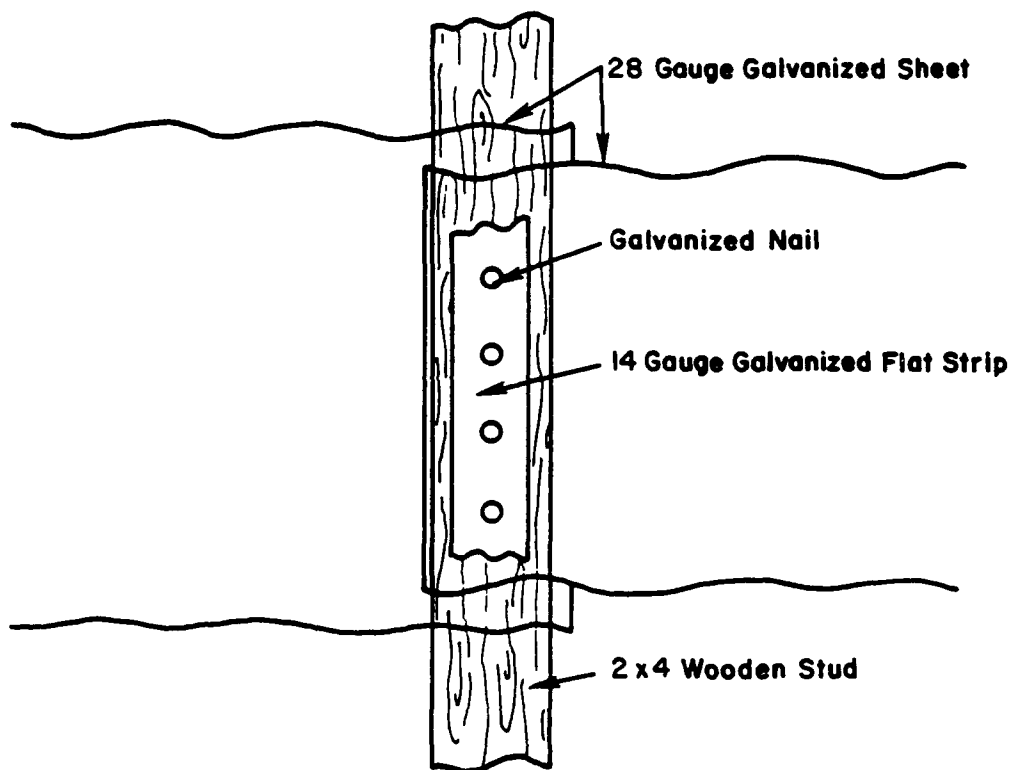 28 Gauge Galvanized Sheet
Galvanized Nail
14 Gauge Galvanized Flat Strip
2 x 4 Wooden Stud